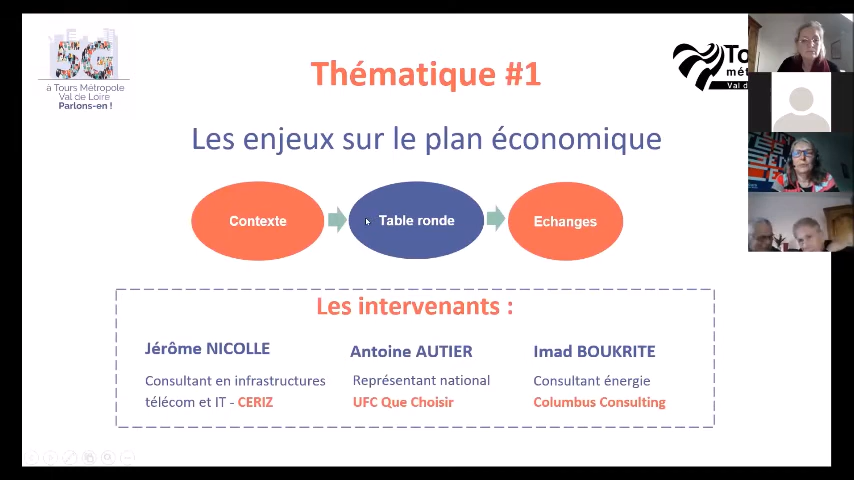 5G
à Tours Métropole
Val de Loire
Parlons-en !
Thématique #1
Les enjeux sur le plan économique
Contexte
Table ronde
Echanges
Les intervenants :
Jérôme NICOLLE
Consultant en infrastructures
télécom et IT - CERIZ
Antoine AUTIER
Représentant national
UFC Que Choisir
Imad BOUKRITE
Consultant énergie
Columbus Consulting